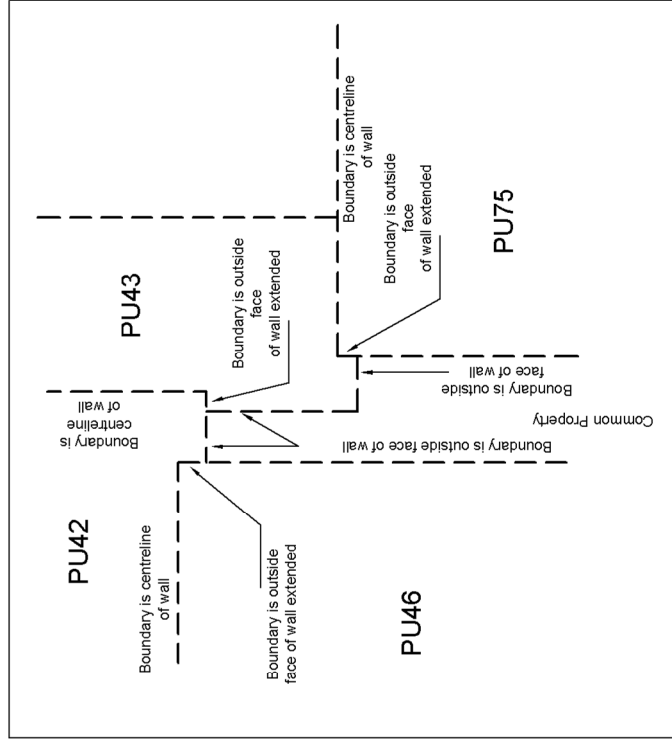 PU42
Boundary is centreline
of wall
Boundary is
centreline
of wall
PU43
Boundary is outside
face
of wall extended
Boundary is centreline
of wall
Boundary is outside
face
of wall extended
PU75
Boundary is outside
face of wall
Common Property
Boundary is outside face of wall
Boundary is outside
face of wall extended
PU46